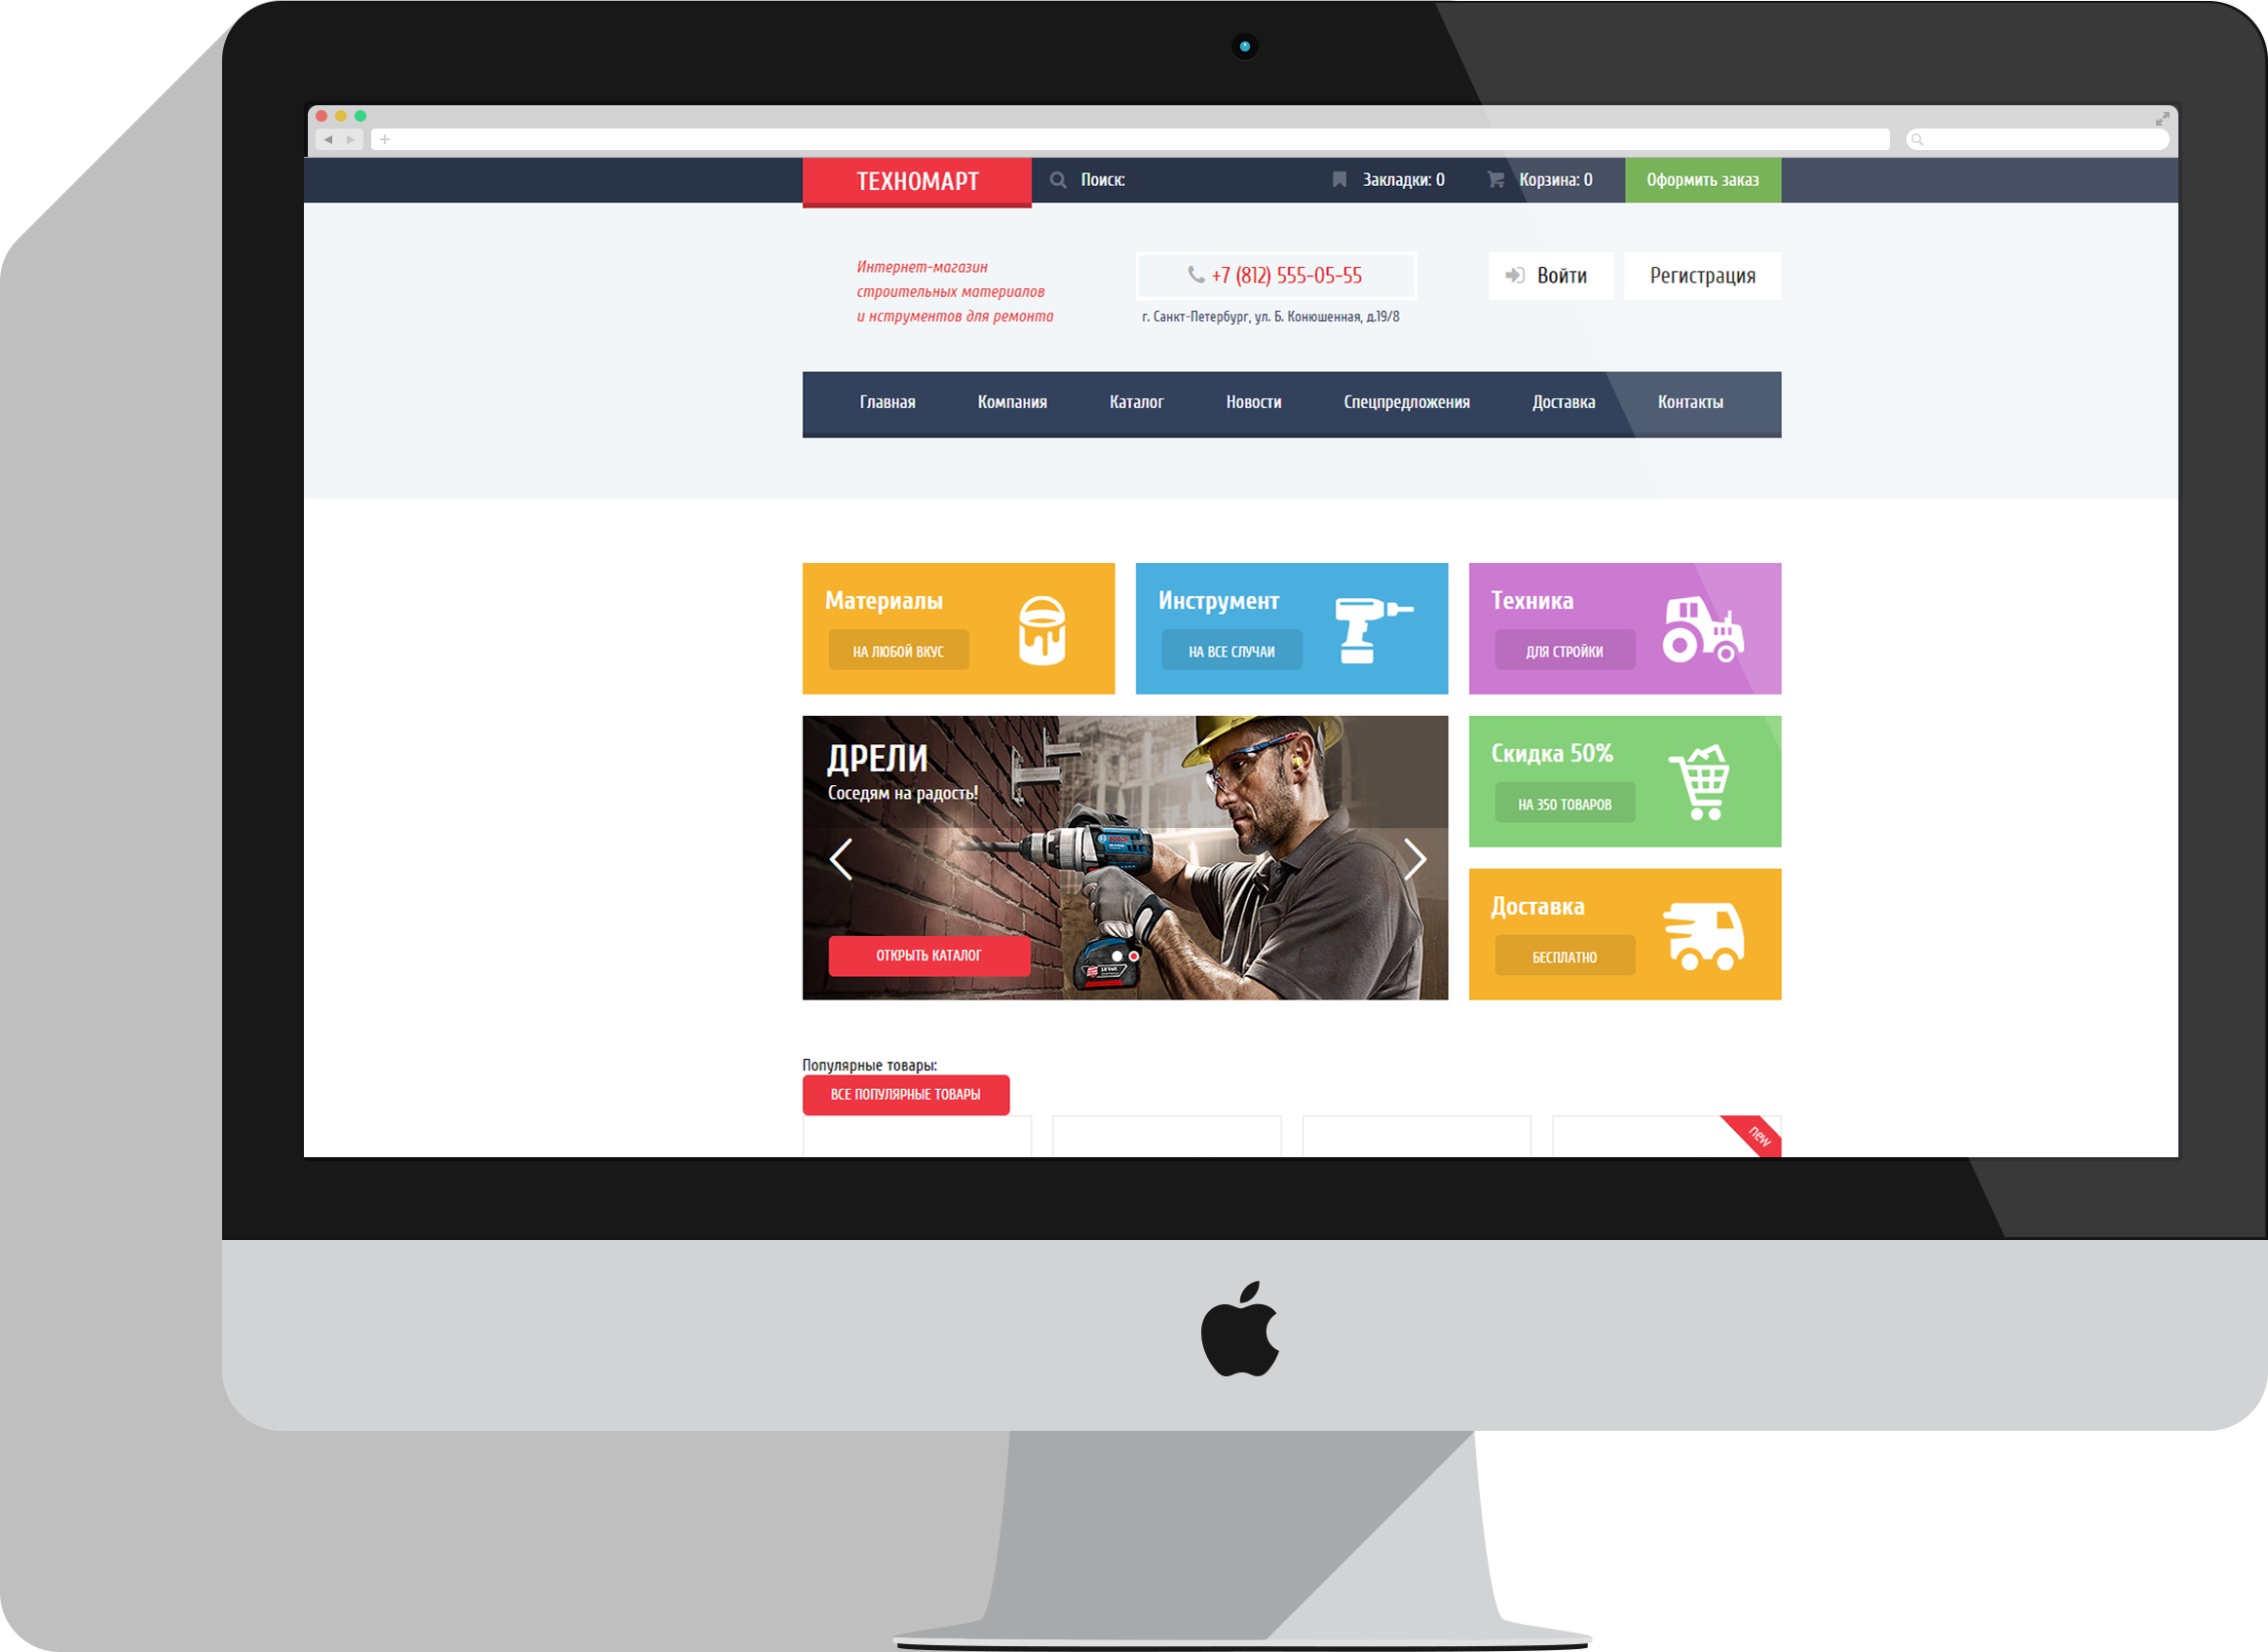 ТЕХНОМАРТ
Поиск:
Закладки: 0
Корзина: 0
Оформить заказ
Интернет-магазин
строительных материалов
и нструментов для ремонта
+7 (812) 555-05-55
г. Санкт-Петербург, ул. Б. Конюшенная, д.19/8
Войти
Регистрация
Главная
Компания
Каталог
Новости
Спецпредложения
Доставка
Контакты
Материалы
НА ЛЮБОЙ ВКУС
Инструмент
НА ВСЕ СЛУЧАИ
Техника
ДЛЯ СТРОЙКИ
ДРЕЛИ
Соседям на радость!
ОТКРЫТЬ КАТАЛОГ
Скидка 50%
НА 350 ТОВАРОВ
Доставка
БЕСПЛАТНО
Популярные товары:
ВСЕ ПОПУЛЯРНЫЕ ТОВАРЫ
new